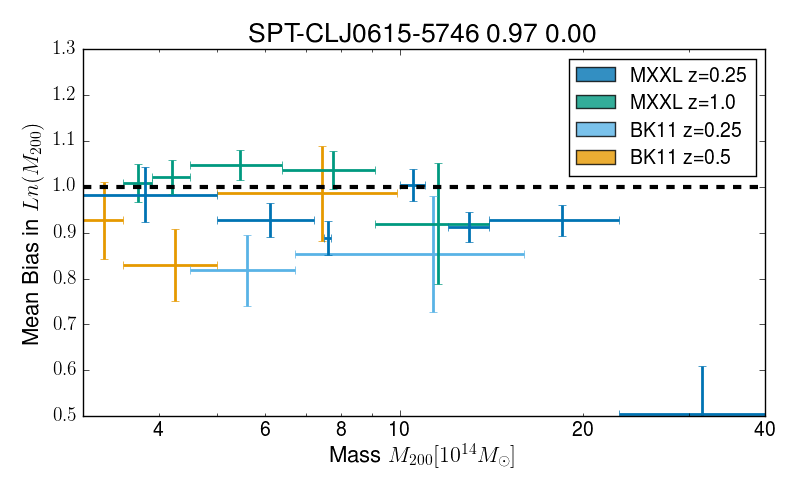 SPT-CLJ0615-5746 0.97 0.00
1.3
1.2
1.1
1.0
0.9
0.8
0.7
0.6
0.5
Mean Bias in Ln(M₂₀₀)
MXXL z=0.25
MXXL z=1.0
BK11 z=0.25
BK11 z=0.5
4 6 8 10 20 40
Mass M₂₀₀[10¹⁴M☉]